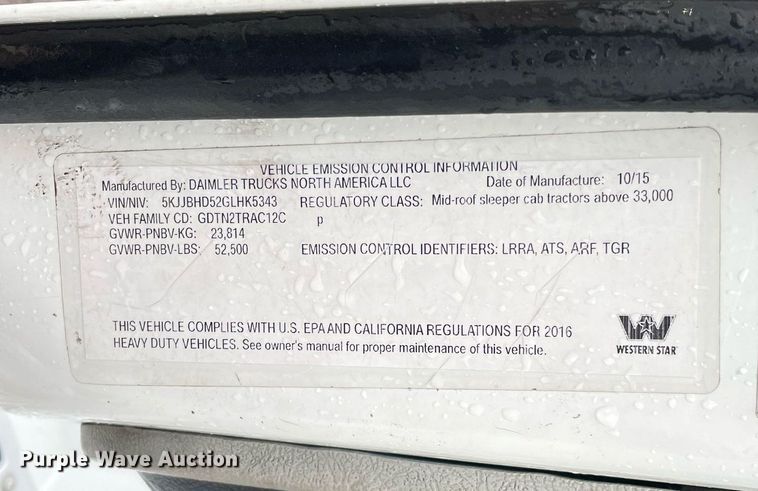 VEHICLE EMISSION CONTROL INFORMATION
Manufactured By: DAIMLER TRUCKS NORTH AMERICA LLC Date of Manufacture: 10/15
VIN/NIV: 5KJJBHD52GLHK5343 REGULATORY CLASS: Mid-roof sleeper cab tractors above 33,000
VEH FAMILY CD: GDTN2TRAC12C p
GVWR-PNBV-KG: 23,814
GVWR-PNBV-LBS: 52,500 EMISSION CONTROL IDENTIFIERS: LRRA, ATS, ARF, TGR
THIS VEHICLE COMPLIES WITH U.S. EPA AND CALIFORNIA REGULATIONS FOR 2016
HEAVY DUTY VEHICLES. See owner's manual for proper maintenance of this vehicle.
WESTERN STAR
Purple Wave Auction